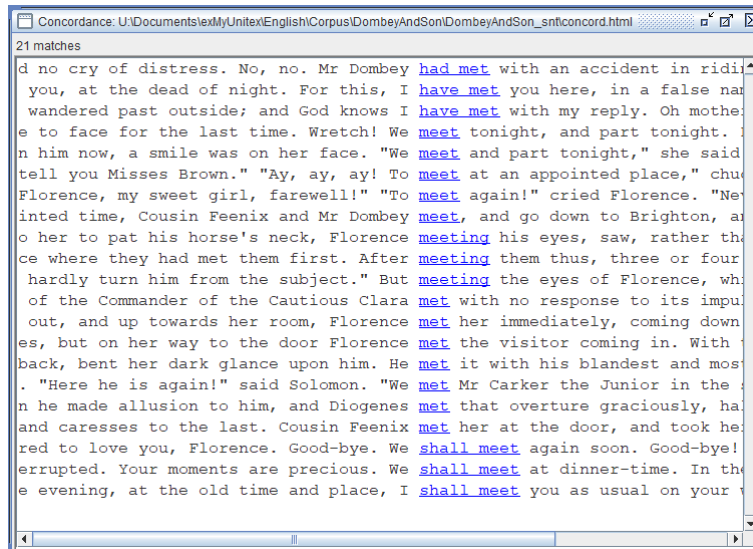 Concordance: U:\Documents\exMyUnitex\English\Corpus\DombeyAndSon\DombeyAndSon_snt\concord.html
21 matches
d no cry of distress. No, no. Mr Dombey had met with an accident in ridi
you, at the dead of night. For this, I have met you here, in a false na
wandered past outside; and God knows I have met with my reply. Oh mothe
e to face for the last time. Wretch! We meet tonight, and part tonight.
n him now, a smile was on her face. "We meet and part tonight," she said
tell you Misses Brown." "Ay, ay, ay! To meet at an appointed place," chu
Florence, my sweet girl, farewell!" "To meet again!" cried Florence. "Ne
inted time, Cousin Feenix and Mr Dombey meet, and go down to Brighton, a
o her to pat his horse's neck, Florence meeting his eyes, saw, rather tha
ce where they had met them first. After meeting them thus, three or four
hardly turn him from the subject." But meeting the eyes of Florence, whi
of the Commander of the Cautious Clara met with no response to its impu
out, and up towards her room, Florence met her immediately, coming down
es, but on her way to the door Florence met the visitor coming in. With
back, bent her dark glance upon him. He met it with his blandest and most
. "Here he is again!" said Solomon. "We met Mr Carker the Junior in the
n he made allusion to him, and Diogenes met that overture graciously, ha
and caresses to the last. Cousin Feenix met her at the door, and took he
red to love you, Florence. Good-bye. We shall meet again soon. Good-bye!
errupted. Your moments are precious. We shall meet at dinner-time. In the
e evening, at the old time and place, I shall meet you as usual on your